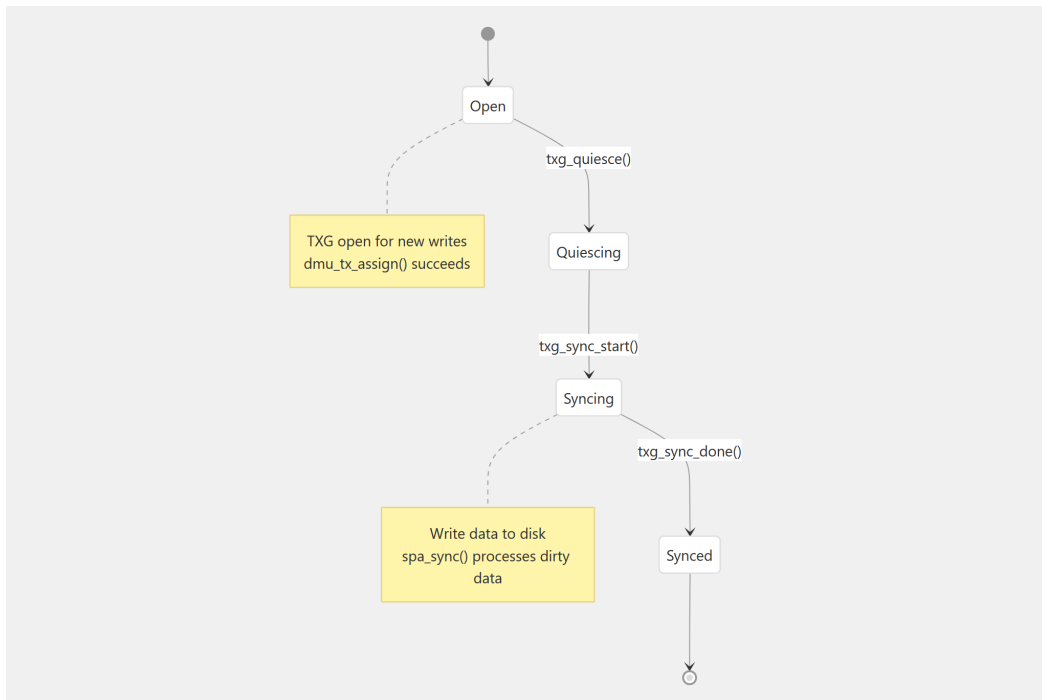 Open
txg_quiesce()
TXG open for new writes
dmu_tx_assign() succeeds
Quiescing
txg_sync_start()
Syncing
txg_sync_done()
Write data to disk
spa_sync() processes dirty
data
Synced